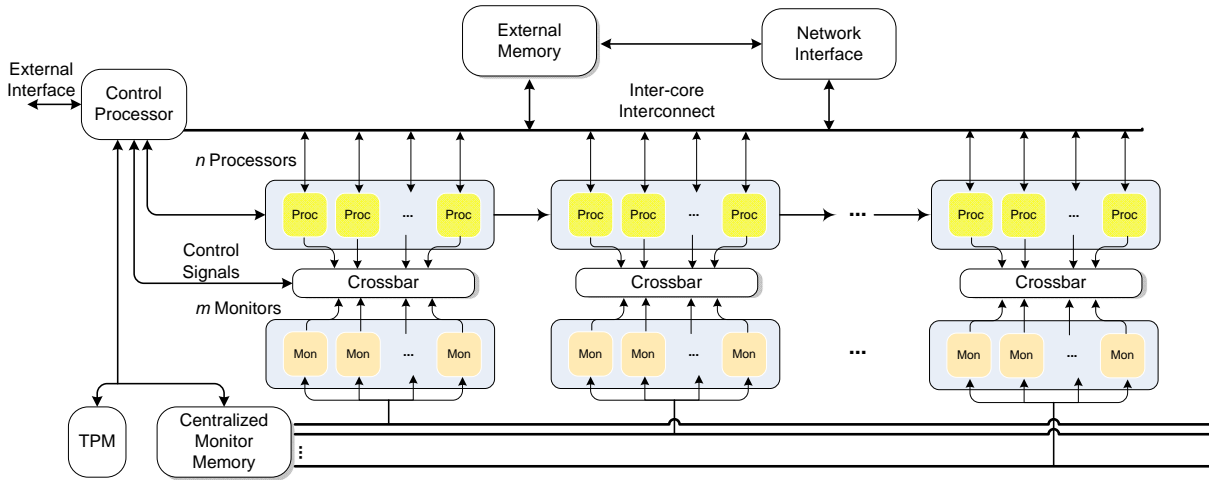 External
Memory
Network
Interface
External
Interface
Control
Processor
Inter-core
Interconnect
n Processors
Proc Proc ... Proc
Proc Proc ... Proc
...
Proc Proc ... Proc
Control
Signals
Crossbar
Crossbar
Crossbar
m Monitors
Mon Mon ... Mon
Mon Mon ... Mon
...
Mon Mon ... Mon
TPM
Centralized
Monitor
Memory
...